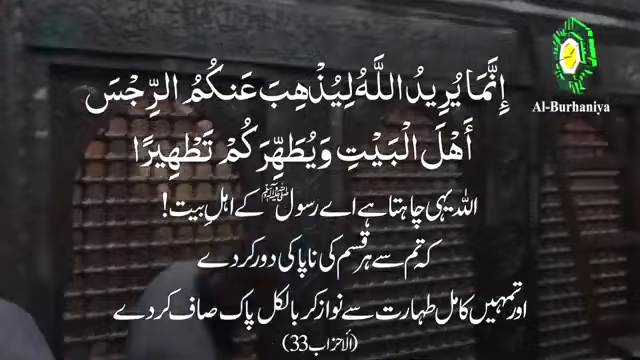 إِنَّمَا يُرِيدُ اللَّهُ لِيُذْهِبَ عَنكُمُ الرِّجْسَ
أَهْلَ الْبَيْتِ وَيُطَهِّرَكُمْ تَطْهِيرًا
اللہ یہی چاہتا ہے اے رسول ﷺ کے اہلِ بیت!
کہ تم سے ہر قسم کی ناپاکی دور کر دے
اور تمہیں کامل طہارت سے نواز کر بالکل پاک صاف کر دے
(الاحزاب 33)
Al-Burhaniya